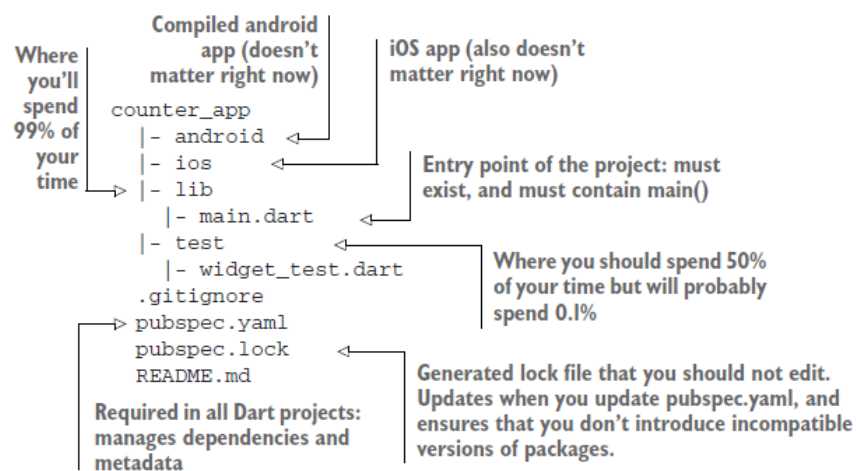 Compiled android
app (doesn't
matter right now)
iOS app (also doesn't
matter right now)
Where
you'll
spend
99% of
your
time
counter_app
|- android
|- ios
|- lib
|- main.dart
|- test
|- widget_test.dart
.gitignore
pubspec.yaml
pubspec.lock
README.md
Entry point of the project: must
exist, and must contain main()
Where you should spend 50%
of your time but will probably
spend 0.1%
Generated lock file that you should not edit.
Updates when you update pubspec.yaml, and
ensures that you don't introduce incompatible
versions of packages.
Required in all Dart projects:
manages dependencies and
metadata